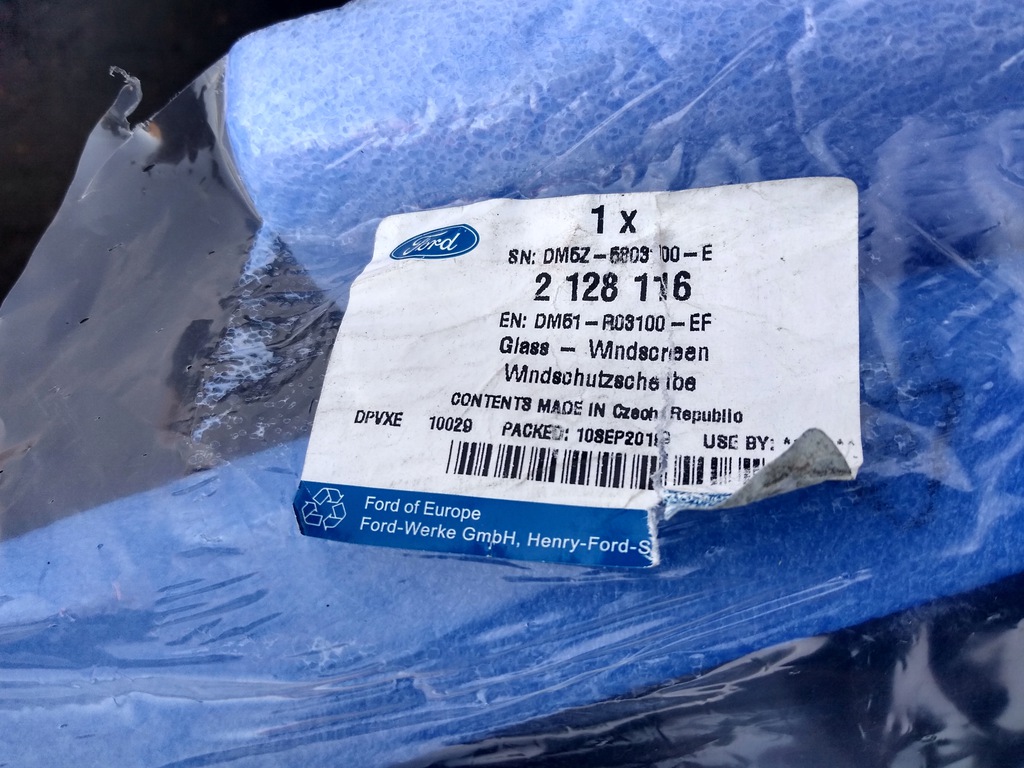 1 x
Ford
SN: DM5Z-5803100-E
2 128 116
EN: DM51-R03100-EF
Glass - Windscreen
Windschutzscheibe
CONTENTS MADE IN Czech Republic
DPVXE 10029 PACKED: 10SEP2018 USE BY:
Ford of Europe
Ford-Werke GmbH, Henry-Ford-S